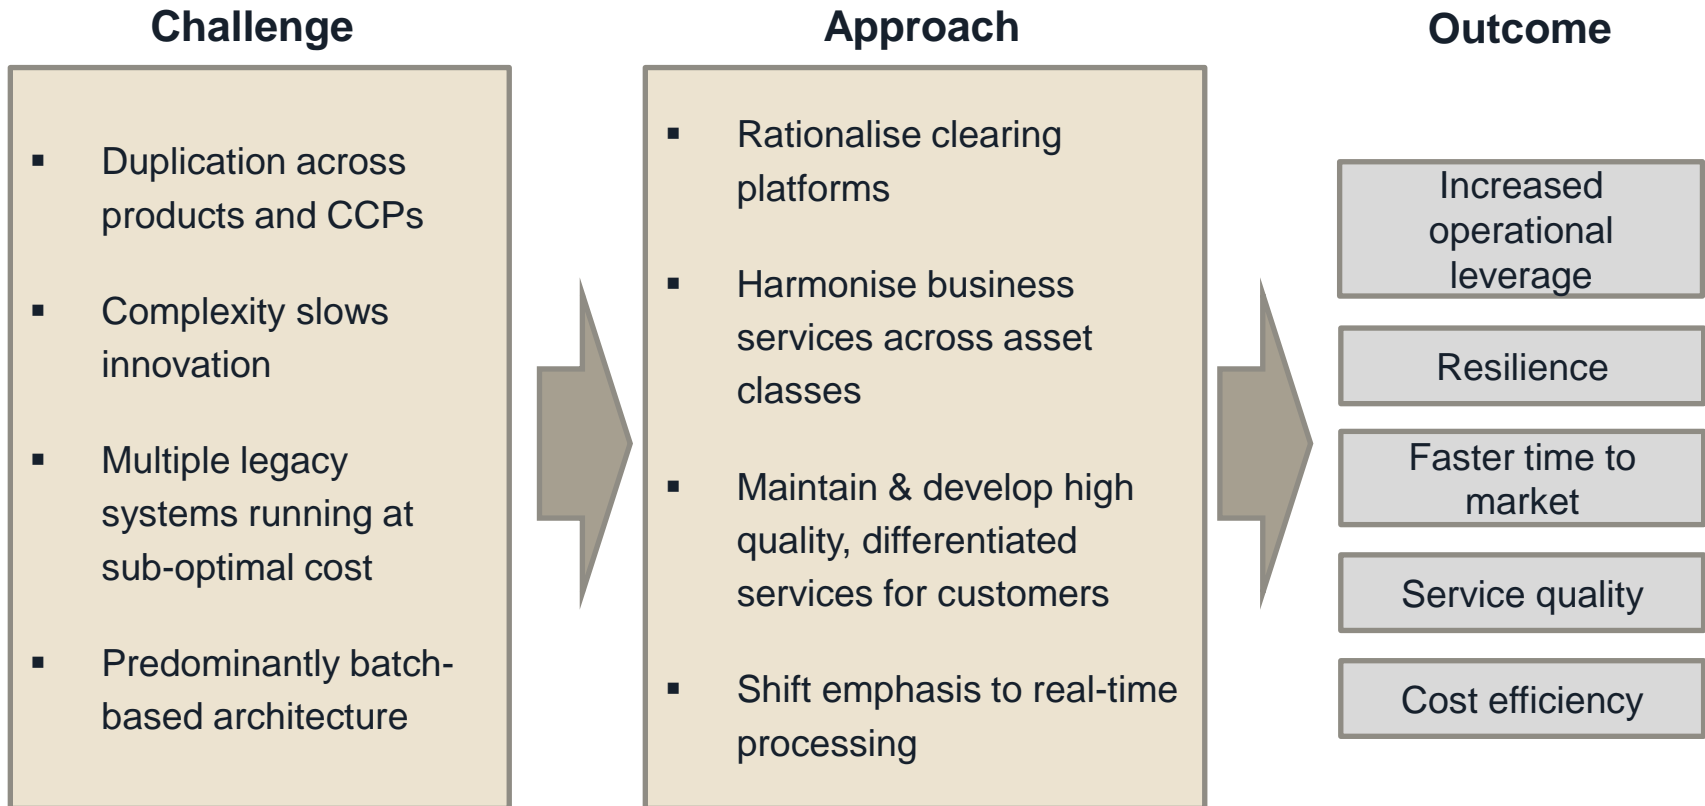 Challenge
Duplication across
products and CCPs
Complexity slows
innovation
Multiple legacy
systems running at
sub-optimal cost
Predominantly batch-
based architecture
Approach
Rationalise clearing
platforms
Harmonise business
services across asset
classes
Maintain & develop high
quality, differentiated
services for customers
Shift emphasis to real-time
processing
Outcome
Increased
operational
leverage
Resilience
Faster time to
market
Service quality
Cost efficiency